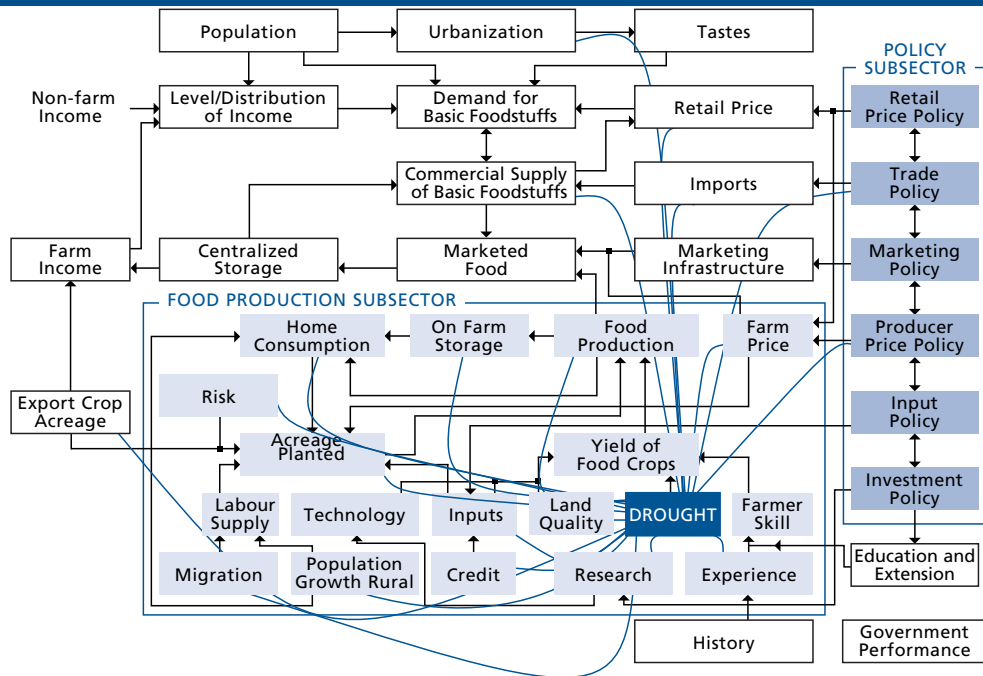 Population
Urbanization
Tastes
POLICY
SUBSECTOR
Non-farm
Income
Level/Distribution
of Income
Demand for
Basic Foodstuffs
Retail Price
Retail
Price Policy
Commercial Supply
of Basic Foodstuffs
Imports
Trade
Policy
Farm
Income
Centralized
Storage
Marketed
Food
Marketing
Infrastructure
Marketing
Policy
FOOD PRODUCTION SUBSECTOR
Home
Consumption
On Farm
Storage
Food
Production
Farm
Price
Producer
Price Policy
Export Crop
Acreage
Risk
Input
Policy
Acreage
Planted
Yield of
Food Crops
Investment
Policy
Labour
Supply
Technology
Inputs
Land
Quality
DROUGHT
Farmer
Skill
Migration
Population
Growth Rural
Credit
Research
Experience
Education and
Extension
History
Government
Performance